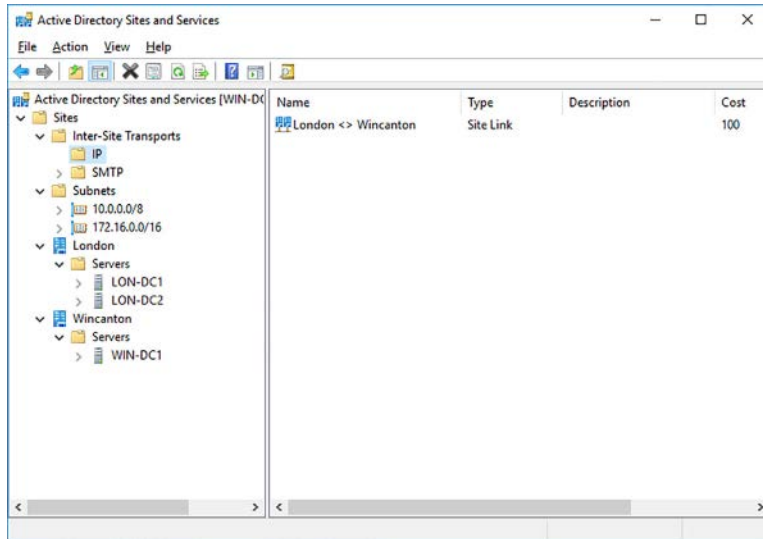 Active Directory Sites and Services
File Action View Help
Active Directory Sites and Services [WIN-DC
Sites
Inter-Site Transports
IP
SMTP
Subnets
10.0.0.0/8
172.16.0.0/16
London
Servers
LON-DC1
LON-DC2
Wincanton
Servers
WIN-DC1
Name Type Description Cost
London <> Wincanton Site Link 100